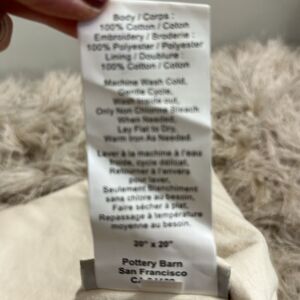 Body / Corps :
100% Cotton / Coton
Embroidery / Broderie :
100% Polyester / Polyester
Lining / Doublure :
100% Cotton / Coton
Machine Wash Cold,
Gentle Cycle,
Wash Inside out,
Only Non Chlorine Bleach
When Needed,
Lay Flat to Dry,
Warm Iron As Needed.
Laver à la machine à l'eau
froide, cycle délicat.
Retourner à l'envers
pour laver,
Seulement blanchiment
sans chlore au besoin,
Faire sécher à plat,
Repassage à température
moyenne au besoin.
20" x 20"
Pottery Barn
San Francisco
CA